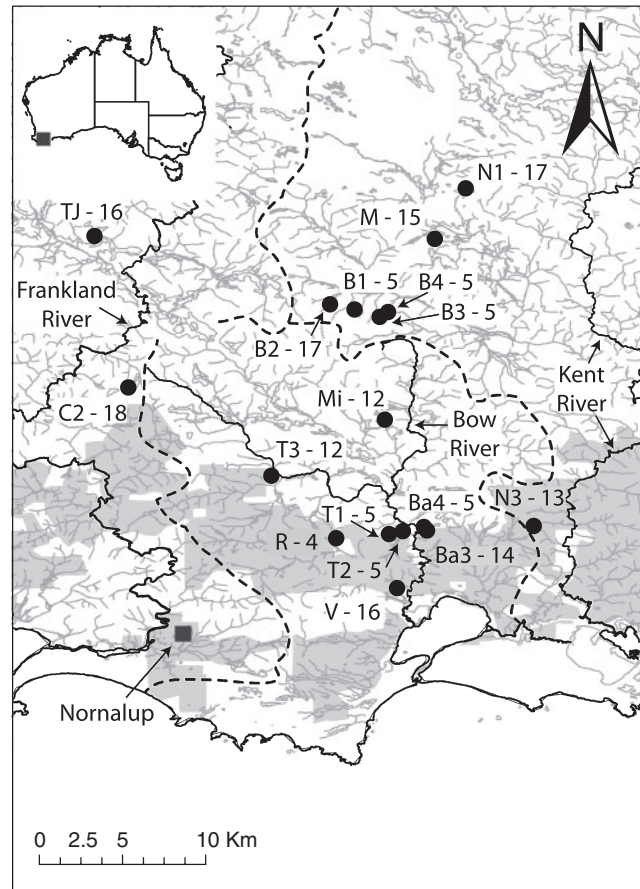 N
N1 - 17
TJ - 16
M - 15
B1 - 5
B4 - 5
Frankland
River
B3 - 5
B2 - 17
Kent
River
C2 - 18
Mi - 12
Bow
River
T3 - 12
T1 - 5
Ba4 - 5
N3 - 13
R - 4
T2 - 5
Ba3 - 14
V - 16
Nornalup
0 2.5 5 10 Km